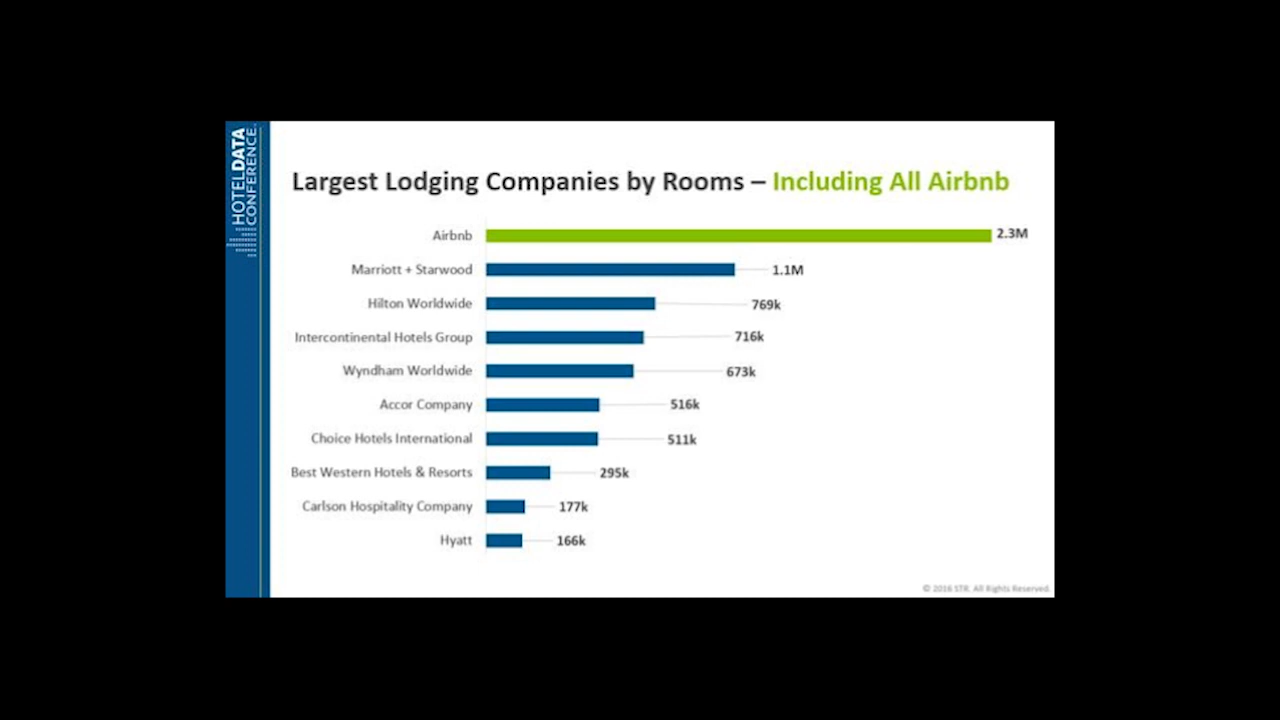 HOTELDATA
CONFERENCE.
Largest Lodging Companies by Rooms – Including All Airbnb
Airbnb 2.3M
Marriott + Starwood 1.1M
Hilton Worldwide 769k
Intercontinental Hotels Group 716k
Wyndham Worldwide 673k
Accor Company 516k
Choice Hotels International 511k
Best Western Hotels & Resorts 295k
Carlson Hospitality Company 177k
Hyatt 166k
© 2016 STR. All Rights Reserved.